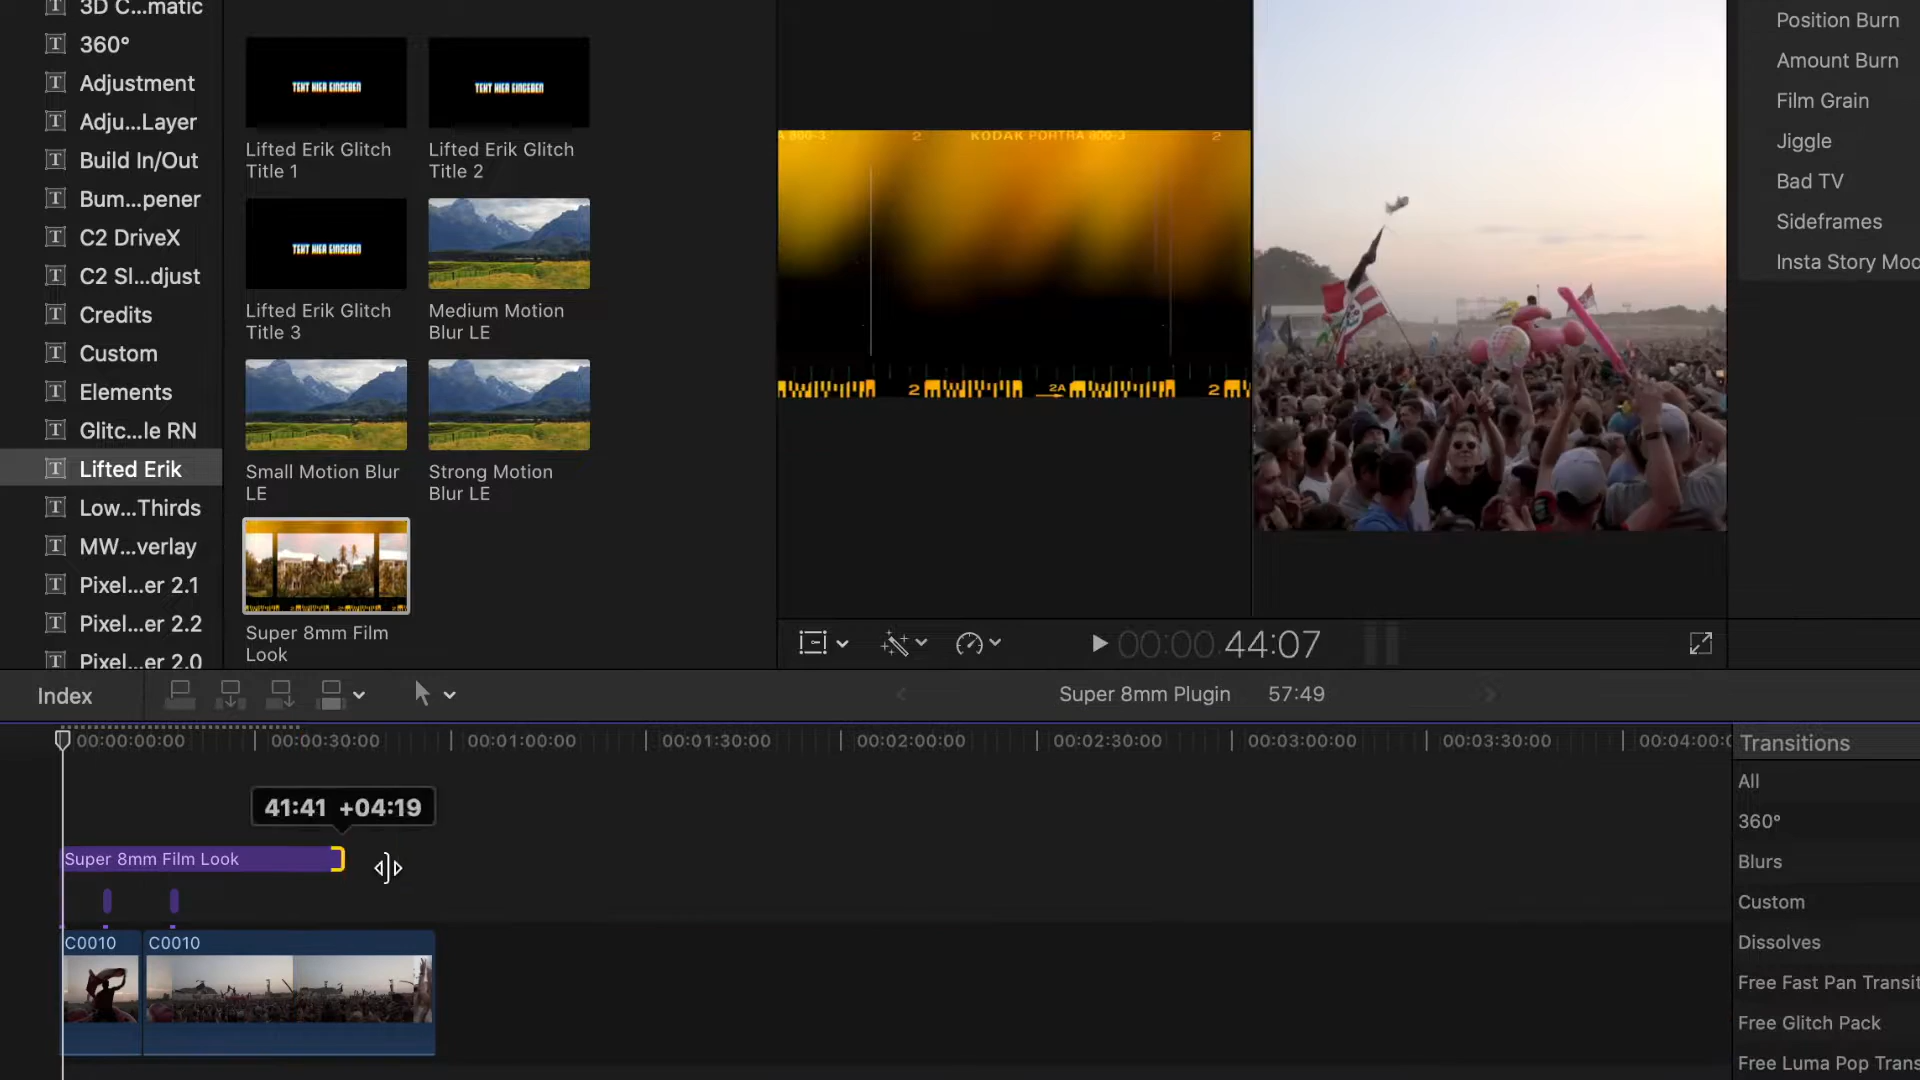 3D C...matic
360°
Adjustment
Adju...Layer
Build In/Out
Bum...pener
C2 DriveX
C2 Sl...djust
Credits
Custom
Elements
Glitc...le RN
Lifted Erik
Low...Thirds
MW...verlay
Pixel...er 2.1
Pixel...er 2.2
Pixel...er 2.0
TEXT HIER EINGEBEN
TEXT HIER EINGEBEN
Lifted Erik Glitch
Title 1
Lifted Erik Glitch
Title 2
TEXT HIER EINGEBEN
Lifted Erik Glitch
Title 3
Medium Motion
Blur LE
Small Motion Blur
LE
Strong Motion
Blur LE
Super 8mm Film
Look
A 800-3 2 KODAK PORTRA 800-3 2
2 2A 2
Position Burn
Amount Burn
Film Grain
Jiggle
Bad TV
Sideframes
Insta Story Mod
00:00:44:07
Index
Super 8mm Plugin 57:49
00:00:00:00 00:00:30:00 00:01:00:00 00:01:30:00 00:02:00:00 00:02:30:00 00:03:00:00 00:03:30:00 00:04:00:0
41:41 +04:19
Super 8mm Film Look
C0010 C0010
Transitions
All
360°
Blurs
Custom
Dissolves
Free Fast Pan Transit
Free Glitch Pack
Free Luma Pop Trans